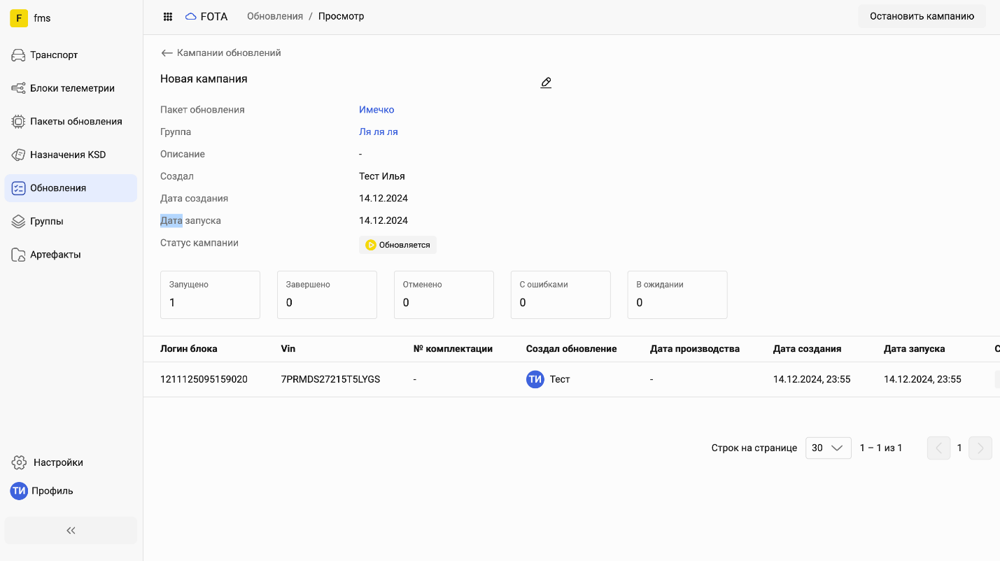 F fms
Транспорт
Блоки телеметрии
Пакеты обновления
Назначения KSD
Обновления
Группы
Артефакты
Настройки
ТИ Профиль
FOTA Обновления / Просмотр Остановить кампанию
Кампании обновлений
Новая кампания
Пакет обновления Имечко
Группа Ля ля ля
Описание -
Создал Тест Илья
Дата создания 14.12.2024
Дата запуска 14.12.2024
Статус кампании Обновляется
Запущено Завершено Отменено С ошибками В ожидании
1 0 0 0 0
Логин блока Vin № комплектации Создал обновление Дата производства Дата создания Дата запуска С
1211125095159020 7PRMDS27215T5LYGS - ТИ Тест - 14.12.2024, 23:55 14.12.2024, 23:55
Строк на странице 30 1 – 1 из 1 1